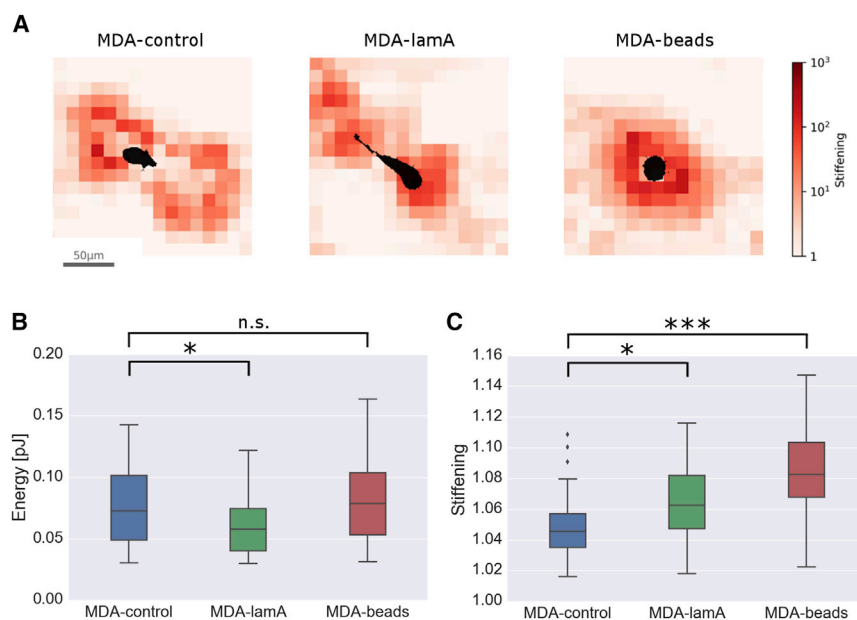 A
MDA-control
MDA-lamA
MDA-beads
10³
10²
10¹
1
Stiffening
50µm
B
n.s.
*
0.20
0.15
0.10
0.05
0.00
Energy [pJ]
MDA-control
MDA-lamA
MDA-beads
C
***
*
1.16
1.14
1.12
1.10
1.08
1.06
1.04
1.02
1.00
Stiffening
MDA-control
MDA-lamA
MDA-beads